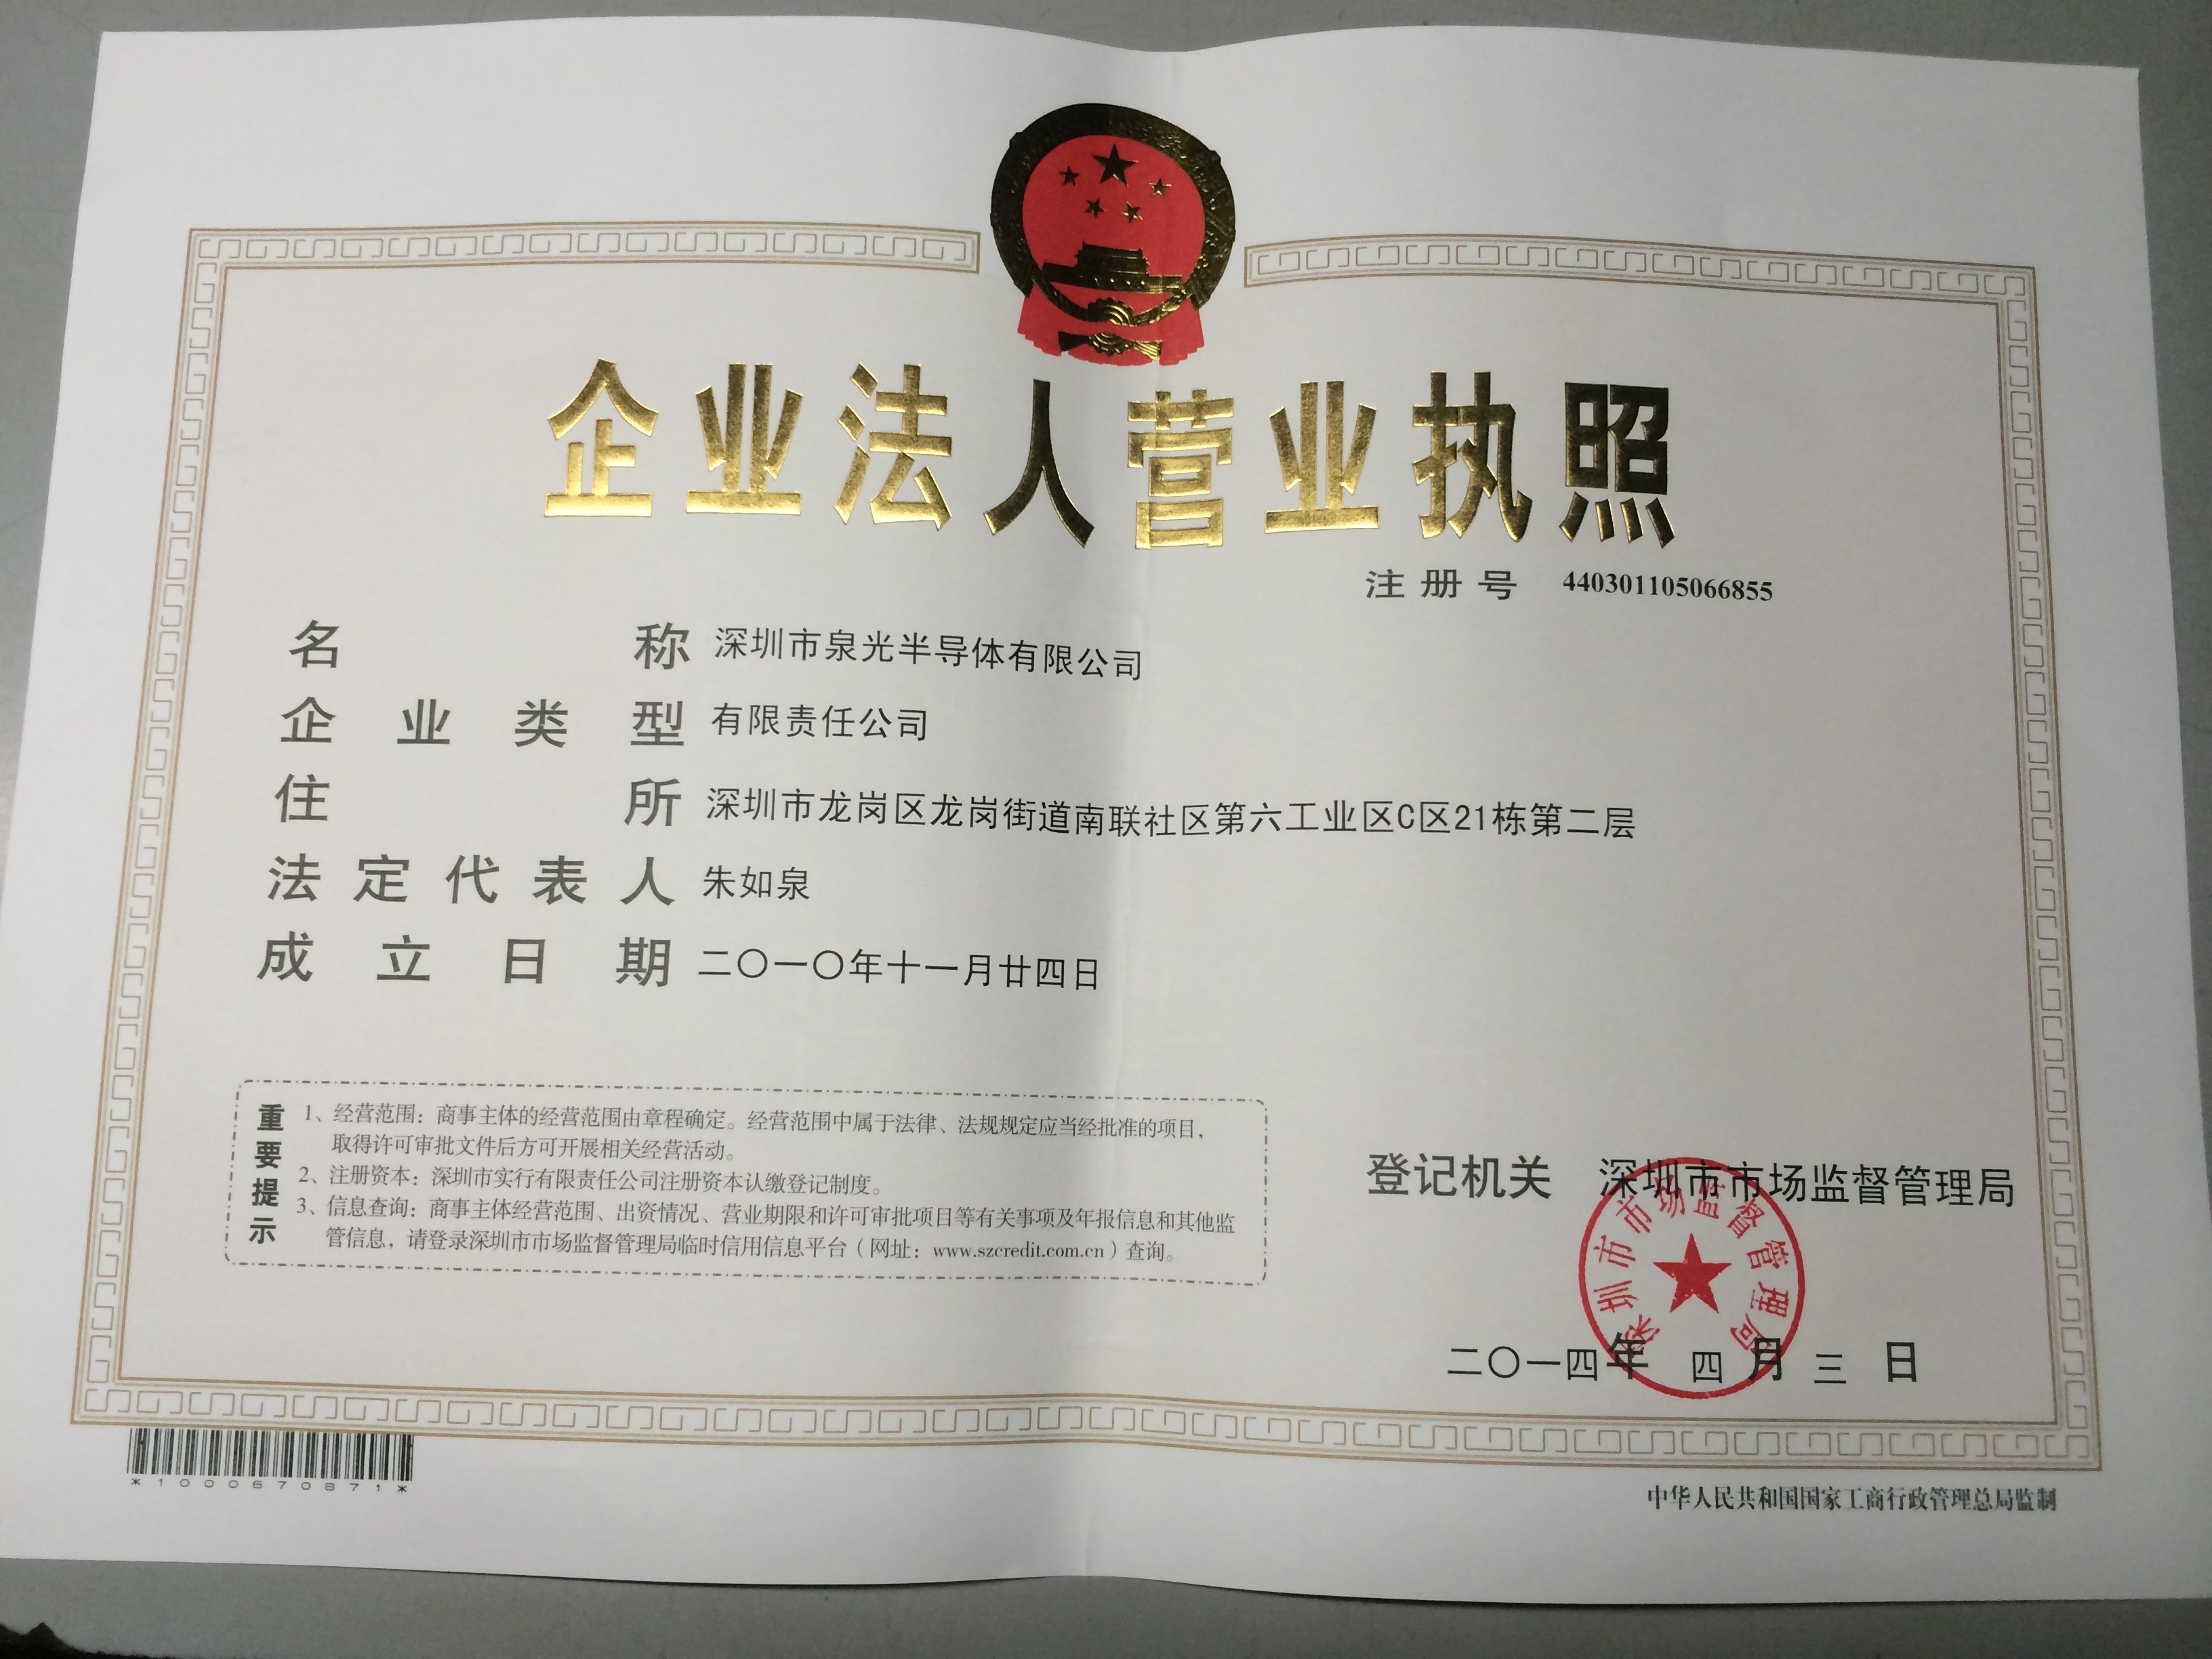 企业法人营业执照
注册号 440301105066855
名称 深圳市泉光半导体有限公司
企业类型 有限责任公司
住所 深圳市龙岗区龙岗街道南联社区第六工业区C区21栋第二层
法定代表人 朱如泉
成立日期 二〇一〇年十一月廿四日
重要提示
1、经营范围：商事主体的经营范围由章程确定。经营范围中属于法律、法规规定应当经批准的项目，
取得许可审批文件后方可开展相关经营活动。
2、注册资本：深圳市实行有限责任公司注册资本认缴登记制度。
3、信息查询：商事主体经营范围、出资情况、营业期限和许可审批项目等有关事项及年报信息和其他监
管信息，请登录深圳市市场监督管理局临时信用信息平台（网址：www.szcredit.com.cn）查询。
登记机关 深圳市市场监督管理局
深圳市市场监督管理局
二〇一四年 四 月 三 日
*1000670871*
中华人民共和国国家工商行政管理总局监制